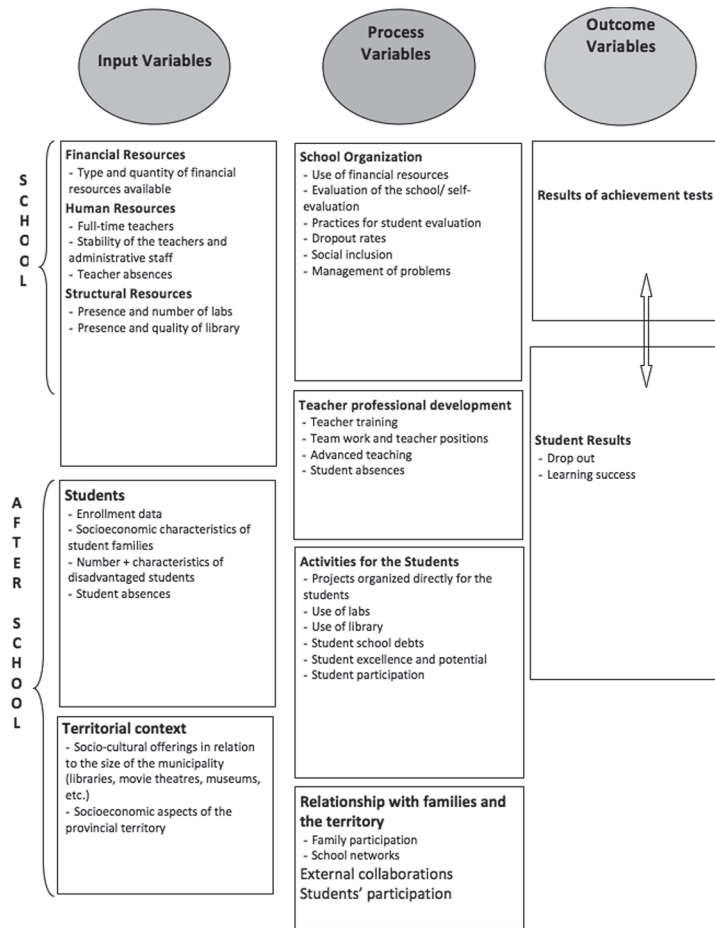 Input Variables
Process
Variables
Outcome
Variables
SCHOOL
Financial Resources
- Type and quantity of financial
resources available
Human Resources
- Full-time teachers
- Stability of the teachers and
administrative staff
- Teacher absences
Structural Resources
- Presence and number of labs
- Presence and quality of library
AFTER SCHOOL
Students
- Enrollment data
- Socioeconomic characteristics of
student families
- Number + characteristics of
disadvantaged students
- Student absences
Territorial context
- Socio-cultural offerings in relation
to the size of the municipality
(libraries, movie theatres, museums,
etc.)
- Socioeconomic aspects of the
provincial territory
School Organization
- Use of financial resources
- Evaluation of the school/ self-
evaluation
- Practices for student evaluation
- Dropout rates
- Social inclusion
- Management of problems
Teacher professional development
- Teacher training
- Team work and teacher positions
- Advanced teaching
- Student absences
Activities for the Students
- Projects organized directly for the
students
- Use of labs
- Use of library
- Student school debts
- Student excellence and potential
- Student participation
Relationship with families and
the territory
- Family participation
- School networks
External collaborations
Students' participation
Results of achievement tests
Student Results
- Drop out
- Learning success